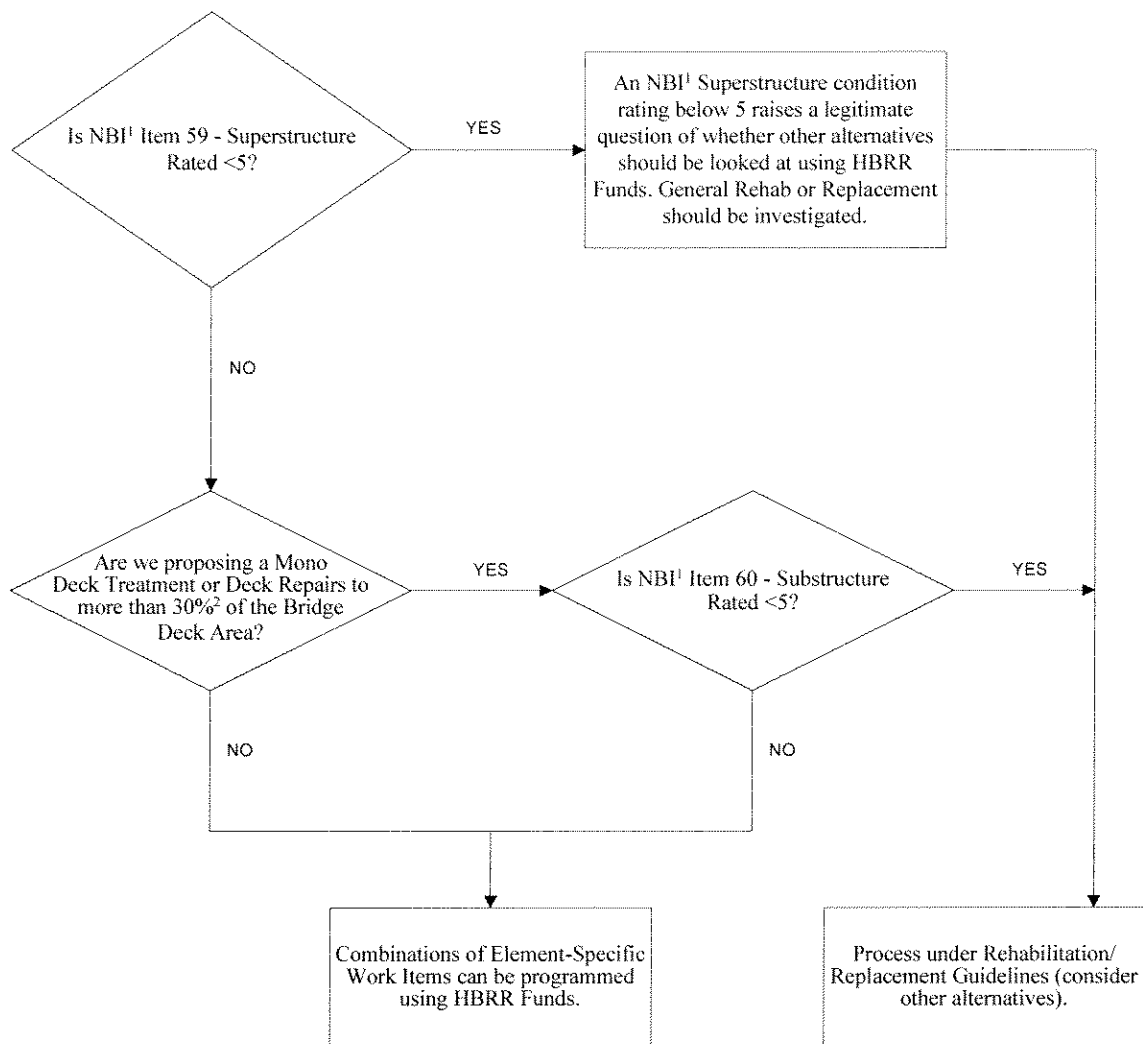 Is NBI¹ Item 59 - Superstructure
Rated <5?
YES
An NBI¹ Superstructure condition
rating below 5 raises a legitimate
question of whether other alternatives
should be looked at using HBRR
Funds. General Rehab or Replacement
should be investigated.
NO
Are we proposing a Mono
Deck Treatment or Deck Repairs to
more than 30%² of the Bridge
Deck Area?
YES
Is NBI¹ Item 60 - Substructure
Rated <5?
YES
NO
NO
Combinations of Element-Specific
Work Items can be programmed
using HBRR Funds.
Process under Rehabilitation/
Replacement Guidelines (consider
other alternatives).